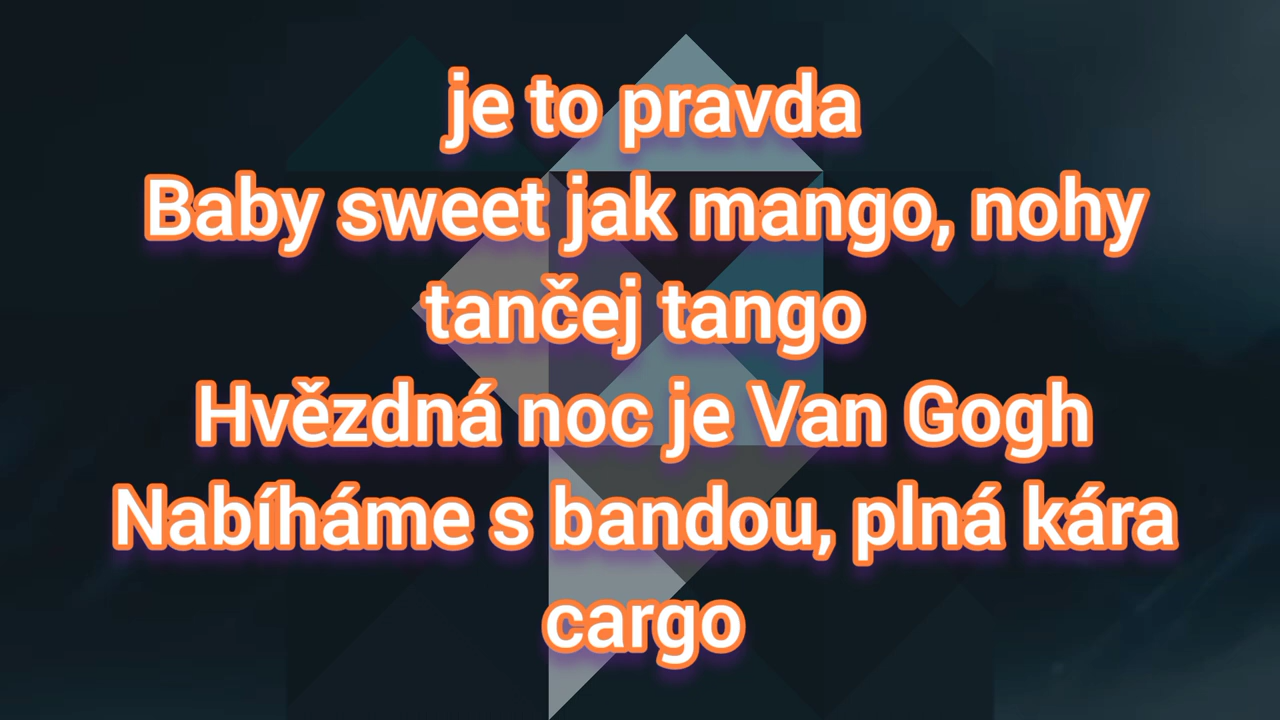 je to pravda
Baby sweet jak mango, nohy
tančej tango
Hvězdná noc je Van Gogh
Nabíháme s bandou, plná kára
cargo